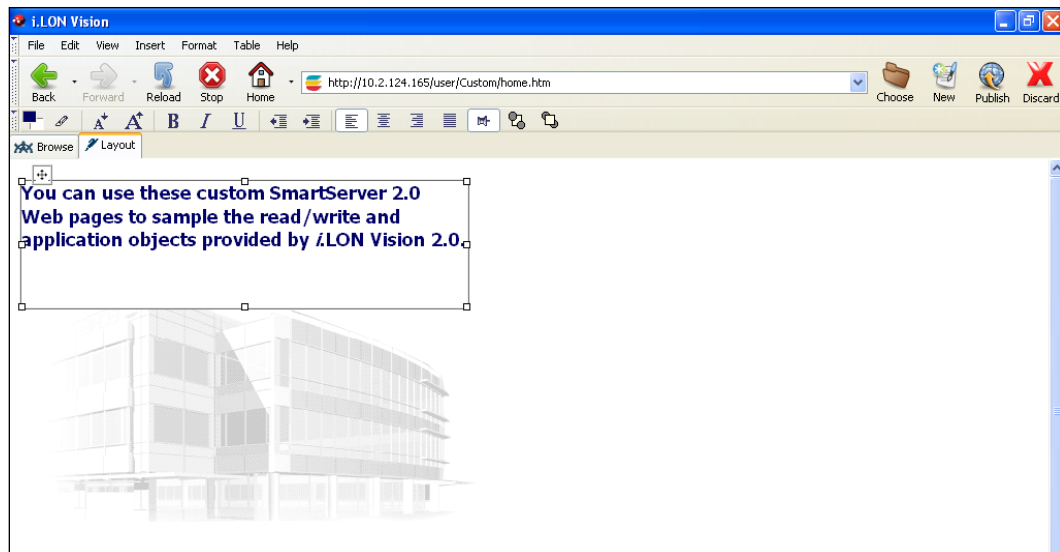 i.LON Vision
File Edit View Insert Format Table Help
Back Forward Reload Stop Home http://10.2.124.165/user/Custom/home.htm Choose New Publish Discard
A A B I U
Browse Layout
You can use these custom SmartServer 2.0
Web pages to sample the read/write and
application objects provided by i.LON Vision 2.0.